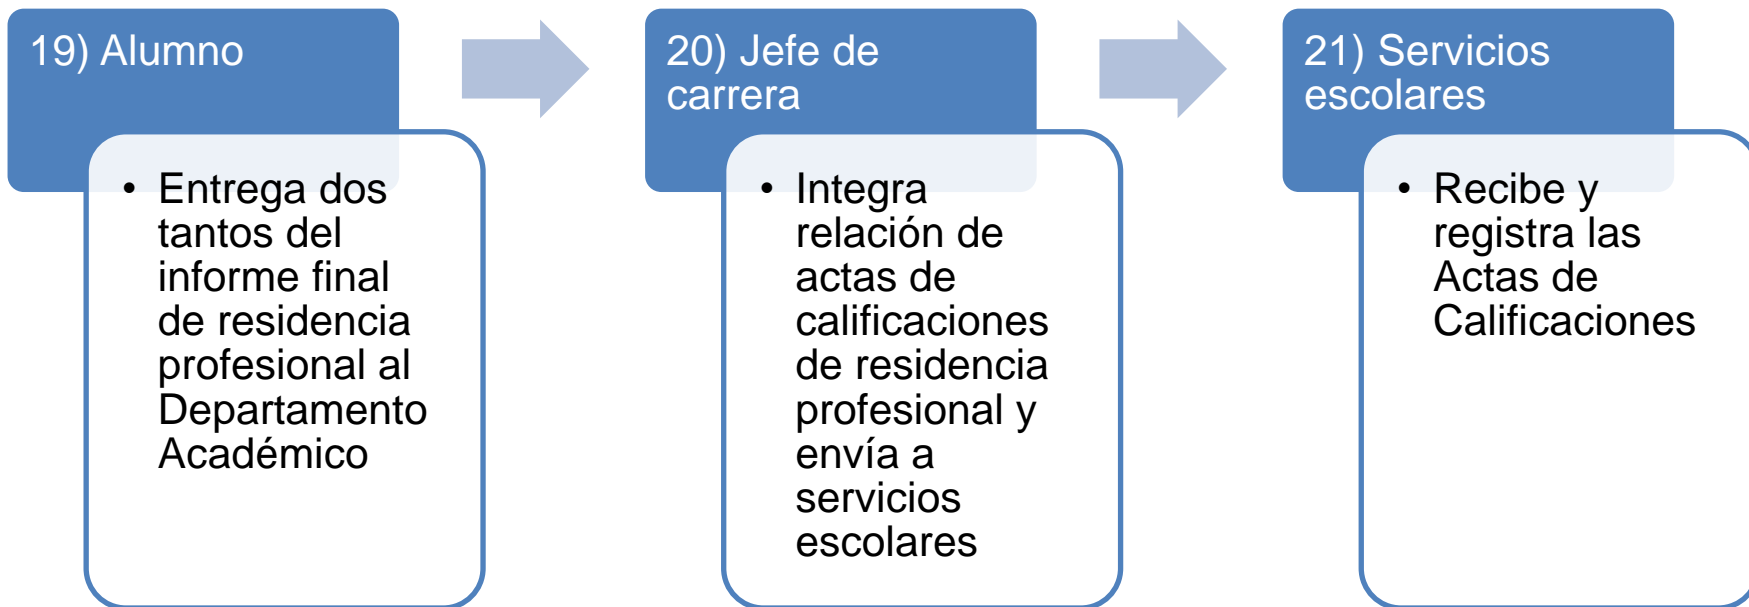 19) Alumno
• Entrega dos
tantos del
informe final
de residencia
profesional al
Departamento
Académico
20) Jefe de
carrera
• Integra
relación de
actas de
calificaciones
de residencia
profesional y
envía a
servicios
escolares
21) Servicios
escolares
• Recibe y
registra las
Actas de
Calificaciones